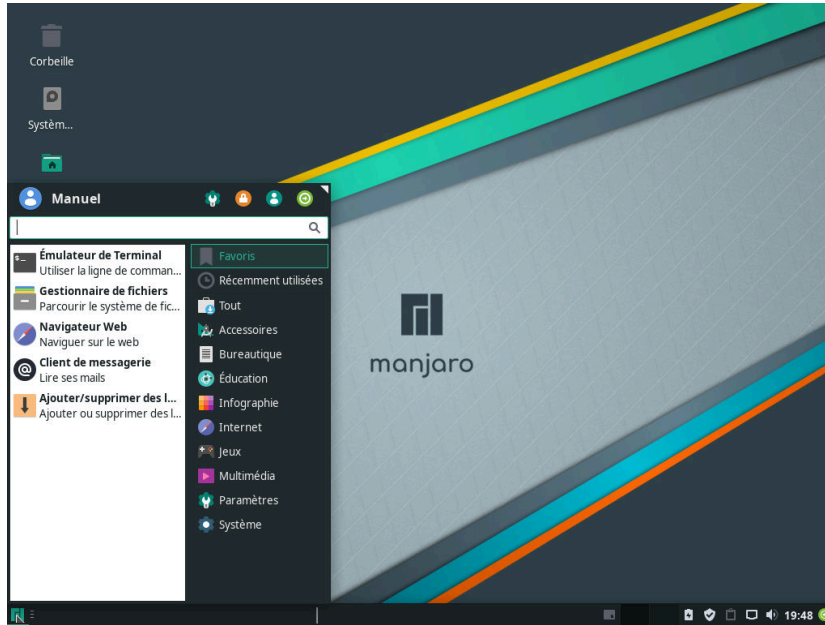 Corbeille
Systèm...
Manuel
Émulateur de Terminal
Utiliser la ligne de comman...
Gestionnaire de fichiers
Parcourir le système de fic...
Navigateur Web
Naviguer sur le web
Client de messagerie
Lire ses mails
Ajouter/supprimer des l...
Ajouter ou supprimer des l...
Favoris
Récemment utilisées
Tout
Accessoires
Bureautique
Éducation
Infographie
Internet
Jeux
Multimédia
Paramètres
Système
manjaro
19:48